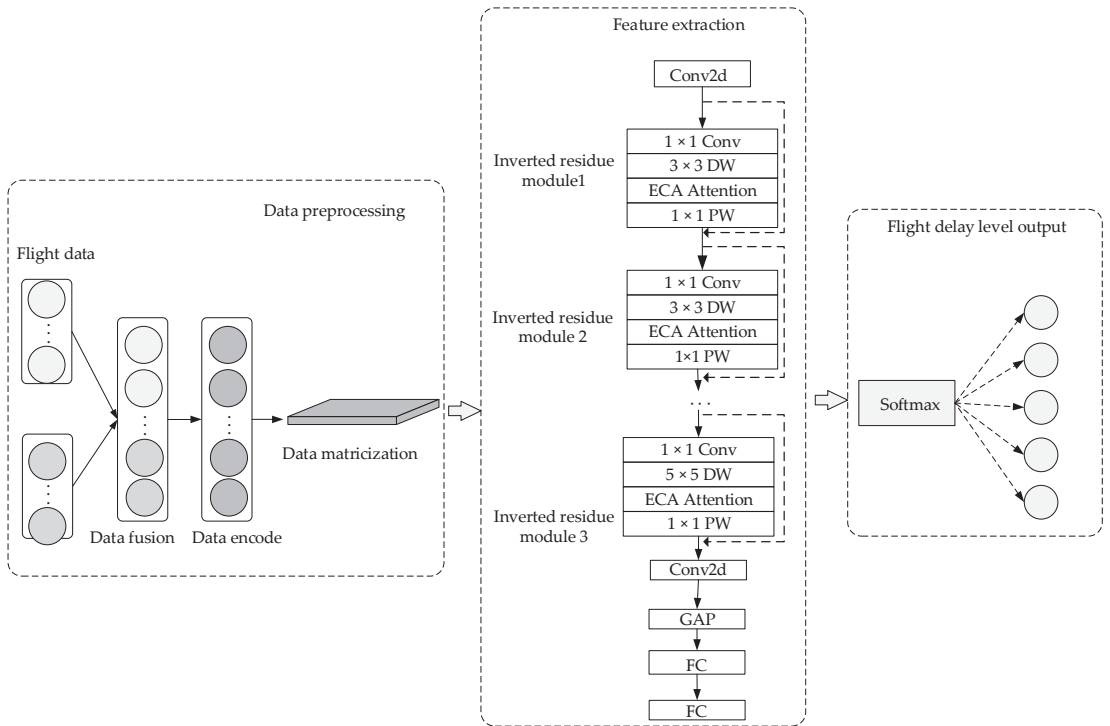 Data preprocessing
Flight data
Data fusion
Data encode
Data matricization
Feature extraction
Conv2d
Inverted residue
module1
1 × 1 Conv
3 × 3 DW
ECA Attention
1 × 1 PW
Inverted residue
module 2
1 × 1 Conv
3 × 3 DW
ECA Attention
1×1 PW
...
Inverted residue
module 3
1 × 1 Conv
5 × 5 DW
ECA Attention
1 × 1 PW
Conv2d
GAP
FC
FC
Flight delay level output
Softmax